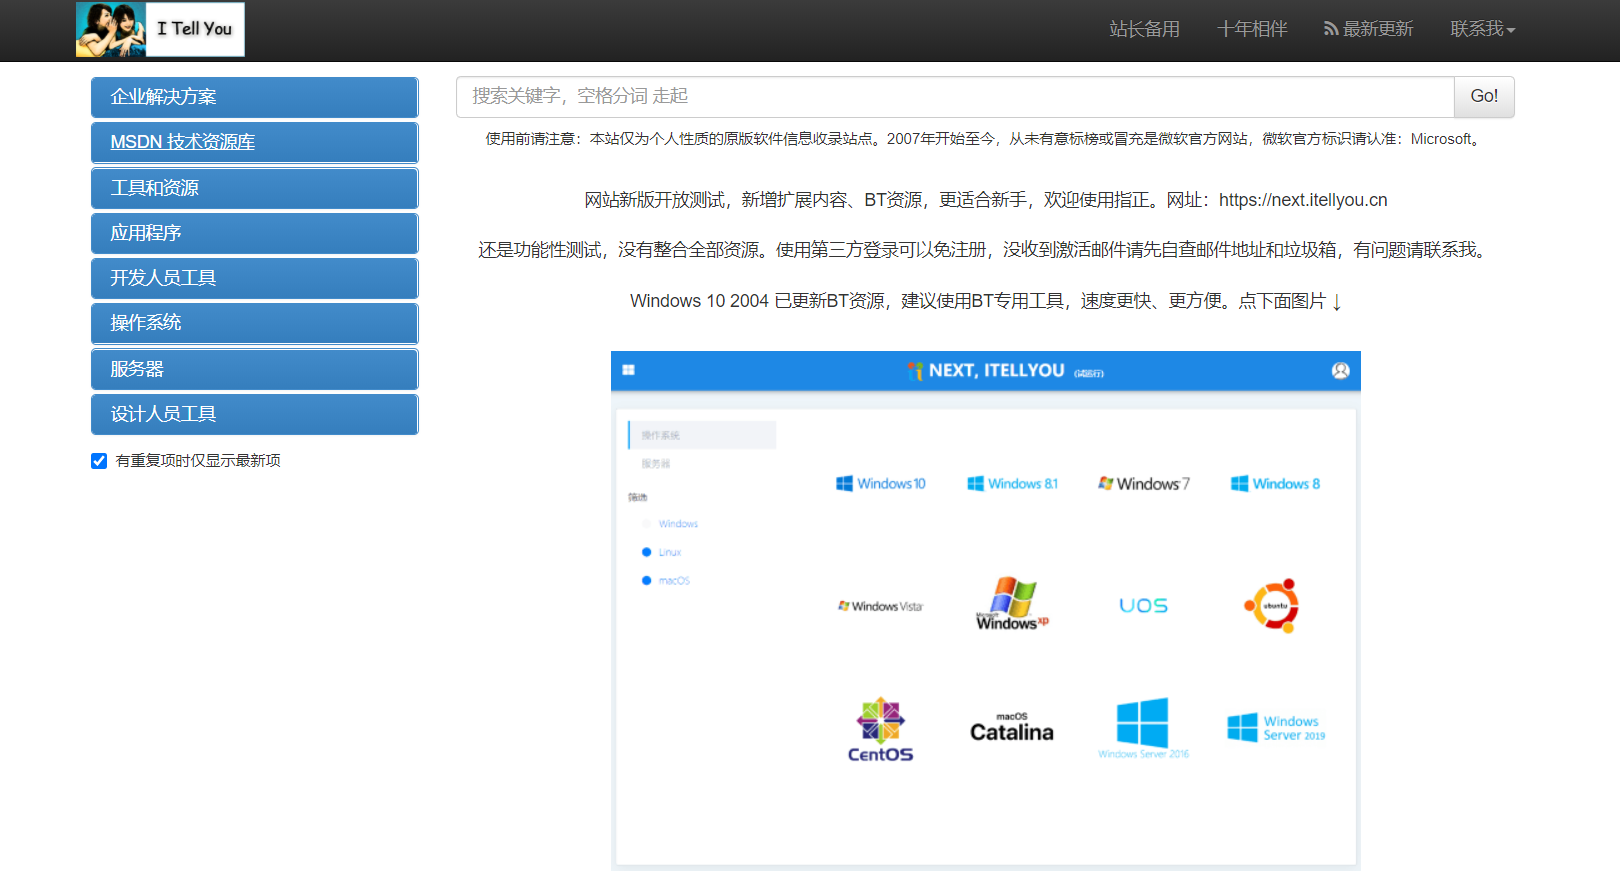 I Tell You
站长备用
十年相伴
最新更新
联系我
企业解决方案
MSDN 技术资源库
工具和资源
应用程序
开发人员工具
操作系统
服务器
设计人员工具
有重复项时仅显示最新项
搜索关键字，空格分词 走起
Go!
使用前请注意：本站仅为个人性质的原版软件信息收录站点。2007年开始至今，从未有意标榜或冒充是微软官方网站，微软官方标识请认准：Microsoft。
网站新版开放测试，新增扩展内容、BT资源，更适合新手，欢迎使用指正。网址：https://next.itellyou.cn
还是功能性测试，没有整合全部资源。使用第三方登录可以免注册，没收到激活邮件请先自查邮件地址和垃圾箱，有问题请联系我。
Windows 10 2004 已更新BT资源，建议使用BT专用工具，速度更快、更方便。点下面图片 ↓
NEXT, ITELLYOU (试运行)
操作系统
服务器
筛选
Windows
Linux
macOS
Windows 10
Windows 8.1
Windows 7
Windows 8
Windows Vista
Microsoft
Windows xp
UOS
ubuntu
CentOS
macOS
Catalina
Windows Server 2016
Windows
Server 2019